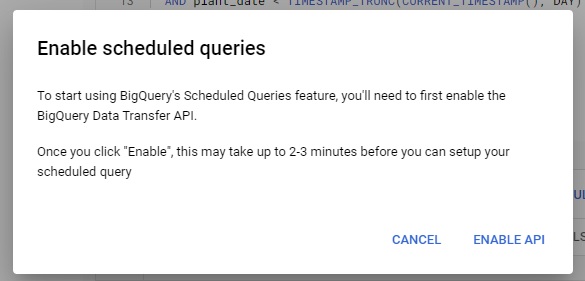 13 AND plant_date < TIMESTAMP_TRUNC(CURRENT_TIMESTAMP(), DAY)
Enable scheduled queries
To start using BigQuery's Scheduled Queries feature, you'll need to first enable the
BigQuery Data Transfer API.
Once you click "Enable", this may take up to 2-3 minutes before you can setup your
scheduled query
CANCEL ENABLE API